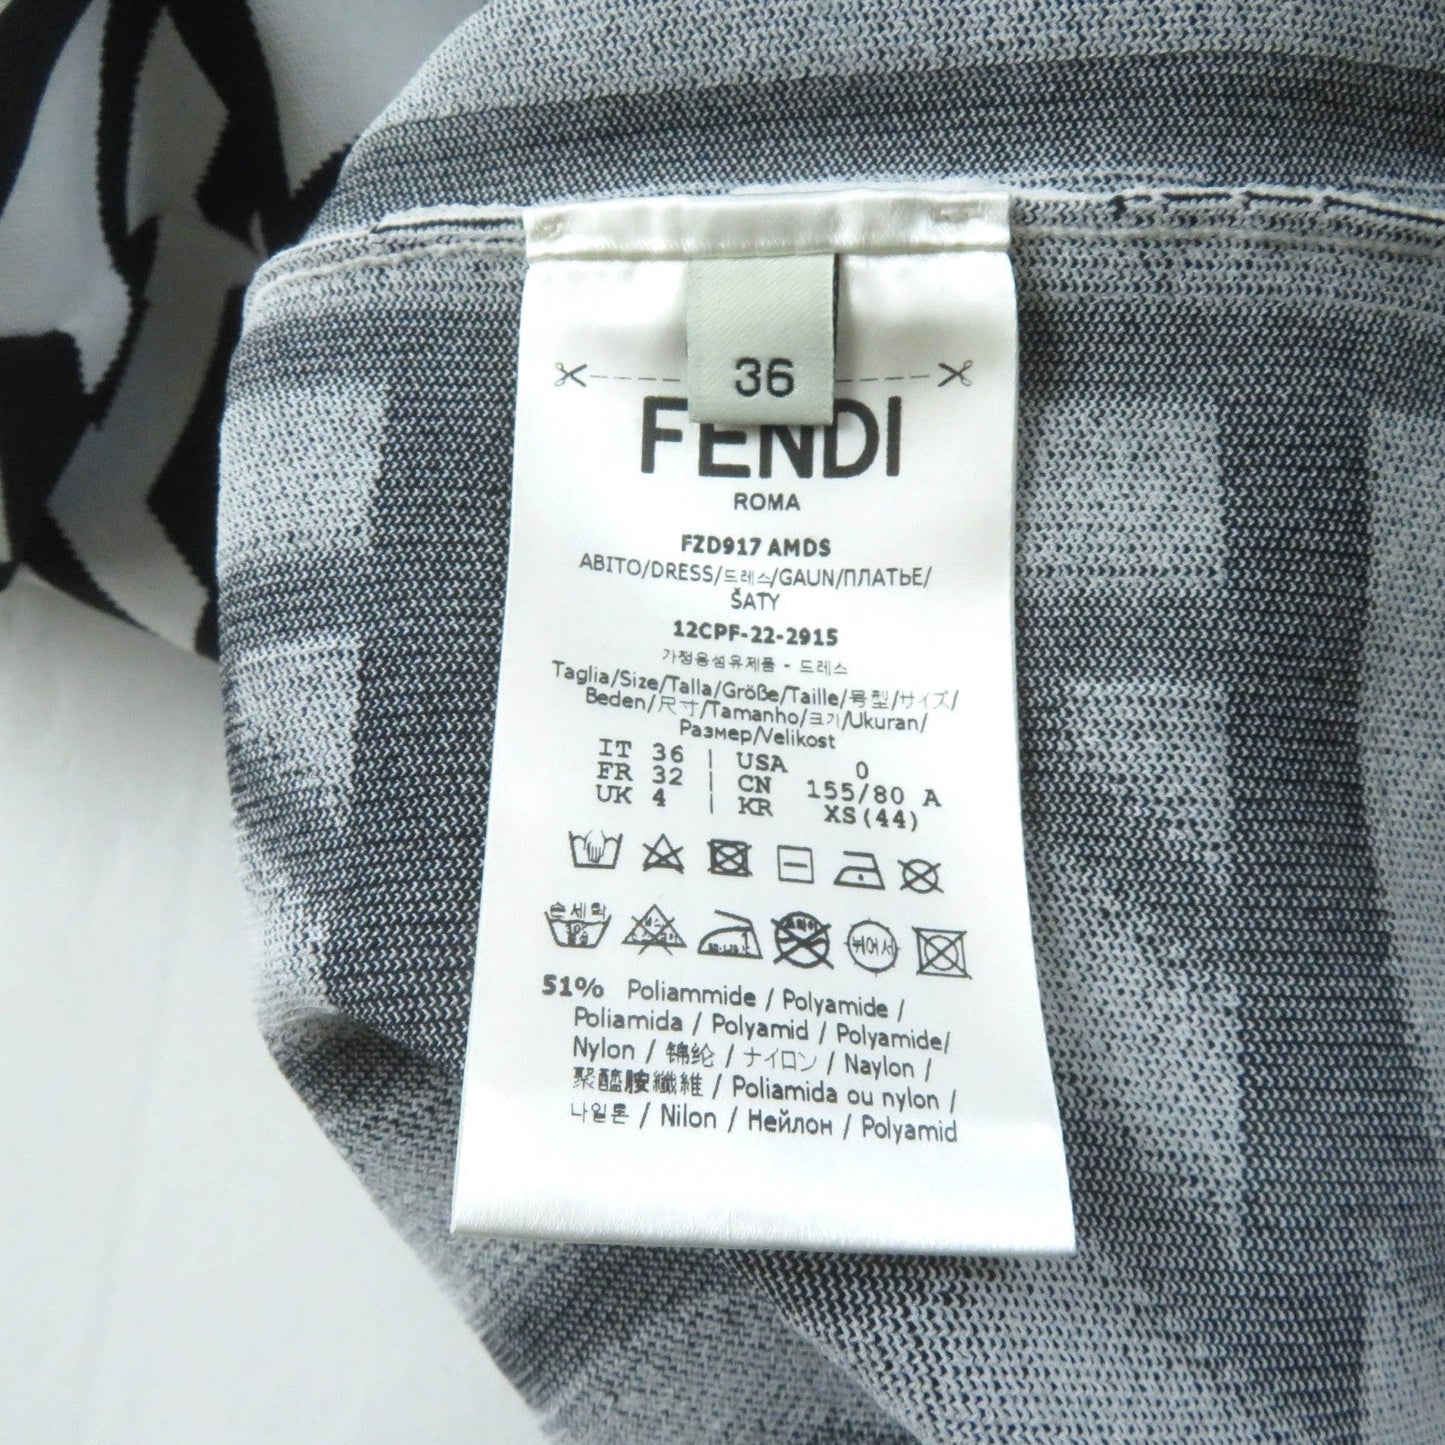 36
FENDI
ROMA
FZD917 AMDS
ABITO/DRESS/드레스/GAUN/ПЛАТЬЕ/
ŠATY
12CPF-22-2915
가정용섬유제품 - 드레스
Taglia/Size/Talla/Größe/Taille/号型/サイズ/
Beden/尺寸/Tamanho/크기/Ukuran/
Размер/Velikost
IT 36 | USA 0
FR 32 | CN 155/80 A
UK 4 | KR XS(44)
손세탁
51% Poliammide / Polyamide /
Poliamida / Polyamid / Polyamide/
Nylon / 锦纶 / ナイロン / Naylon /
聚醯胺纖維 / Poliamida ou nylon /
나일론 / Nilon / Нейлон / Polyamid